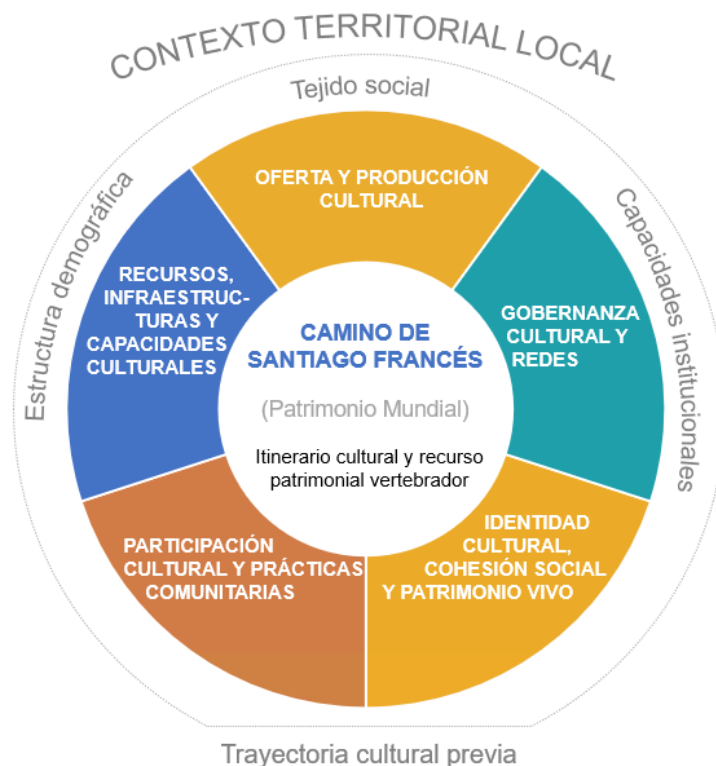 CONTEXTO TERRITORIAL LOCAL
Tejido social
Estructura demográfica
Capacidades institucionales
OFERTA Y PRODUCCIÓN
CULTURAL
RECURSOS,
INFRAESTRUC-
TURAS Y
CAPACIDADES
CULTURALES
GOBERNANZA
CULTURAL Y
REDES
CAMINO DE
SANTIAGO FRANCÉS
(Patrimonio Mundial)
Itinerario cultural y recurso
patrimonial vertebrador
PARTICIPACIÓN
CULTURAL Y PRÁCTICAS
COMUNITARIAS
IDENTIDAD
CULTURAL,
COHESIÓN SOCIAL
Y PATRIMONIO VIVO
Trayectoria cultural previa